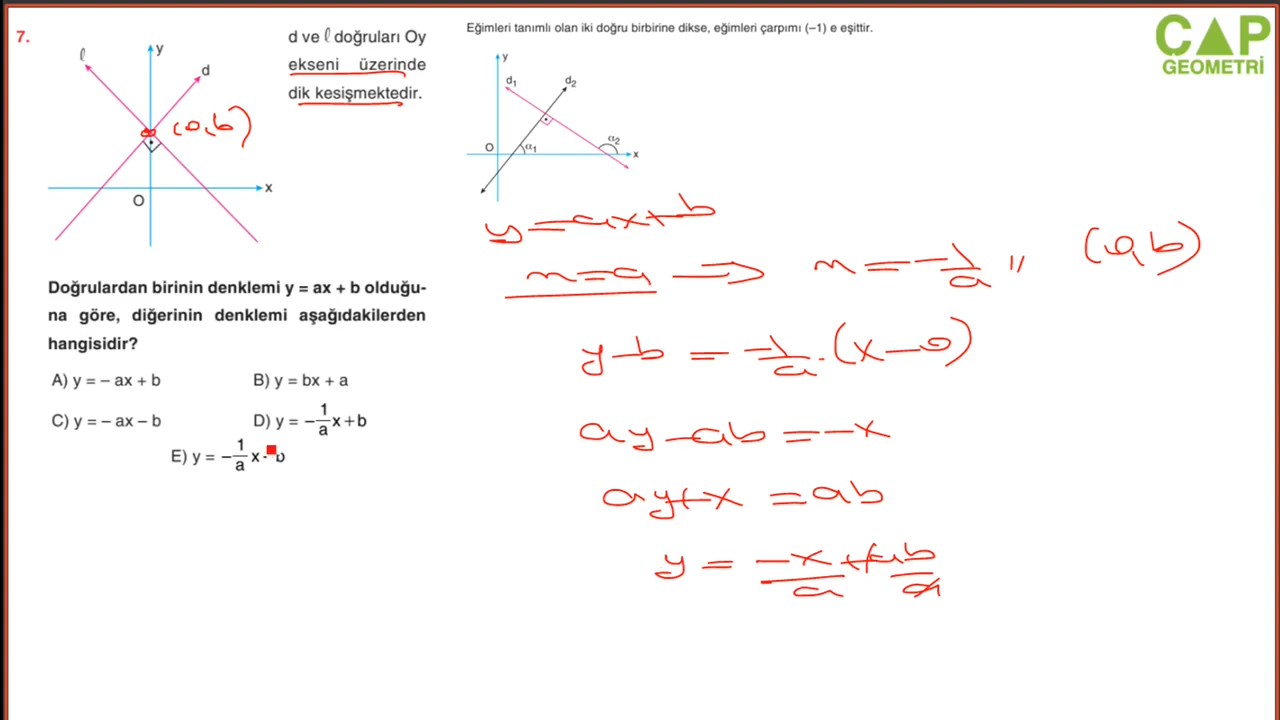 7.
d ve ℓ doğruları Oy
ekseni üzerinde
dik kesişmektedir.
ℓ
y
d
(0,b)
x
O
Eğimleri tanımlı olan iki doğru birbirine dikse, eğimleri çarpımı (–1) e eşittir.
y
d₁
d₂
α₂
O
α₁
x
CAP
GEOMETRİ
Doğrulardan birinin denklemi y = ax + b olduğu-
na göre, diğerinin denklemi aşağıdakilerden
hangisidir?
A) y = – ax + b
B) y = bx + a
C) y = – ax – b
D) y = –1/a x + b
E) y = –1/a x - b
y = ax + b
m = a ⇒ m = -1/a //
(0,b)
y - b = -1/a . (x - 0)
ay - ab = -x
ay + x = ab
y = -x/a + ab/a